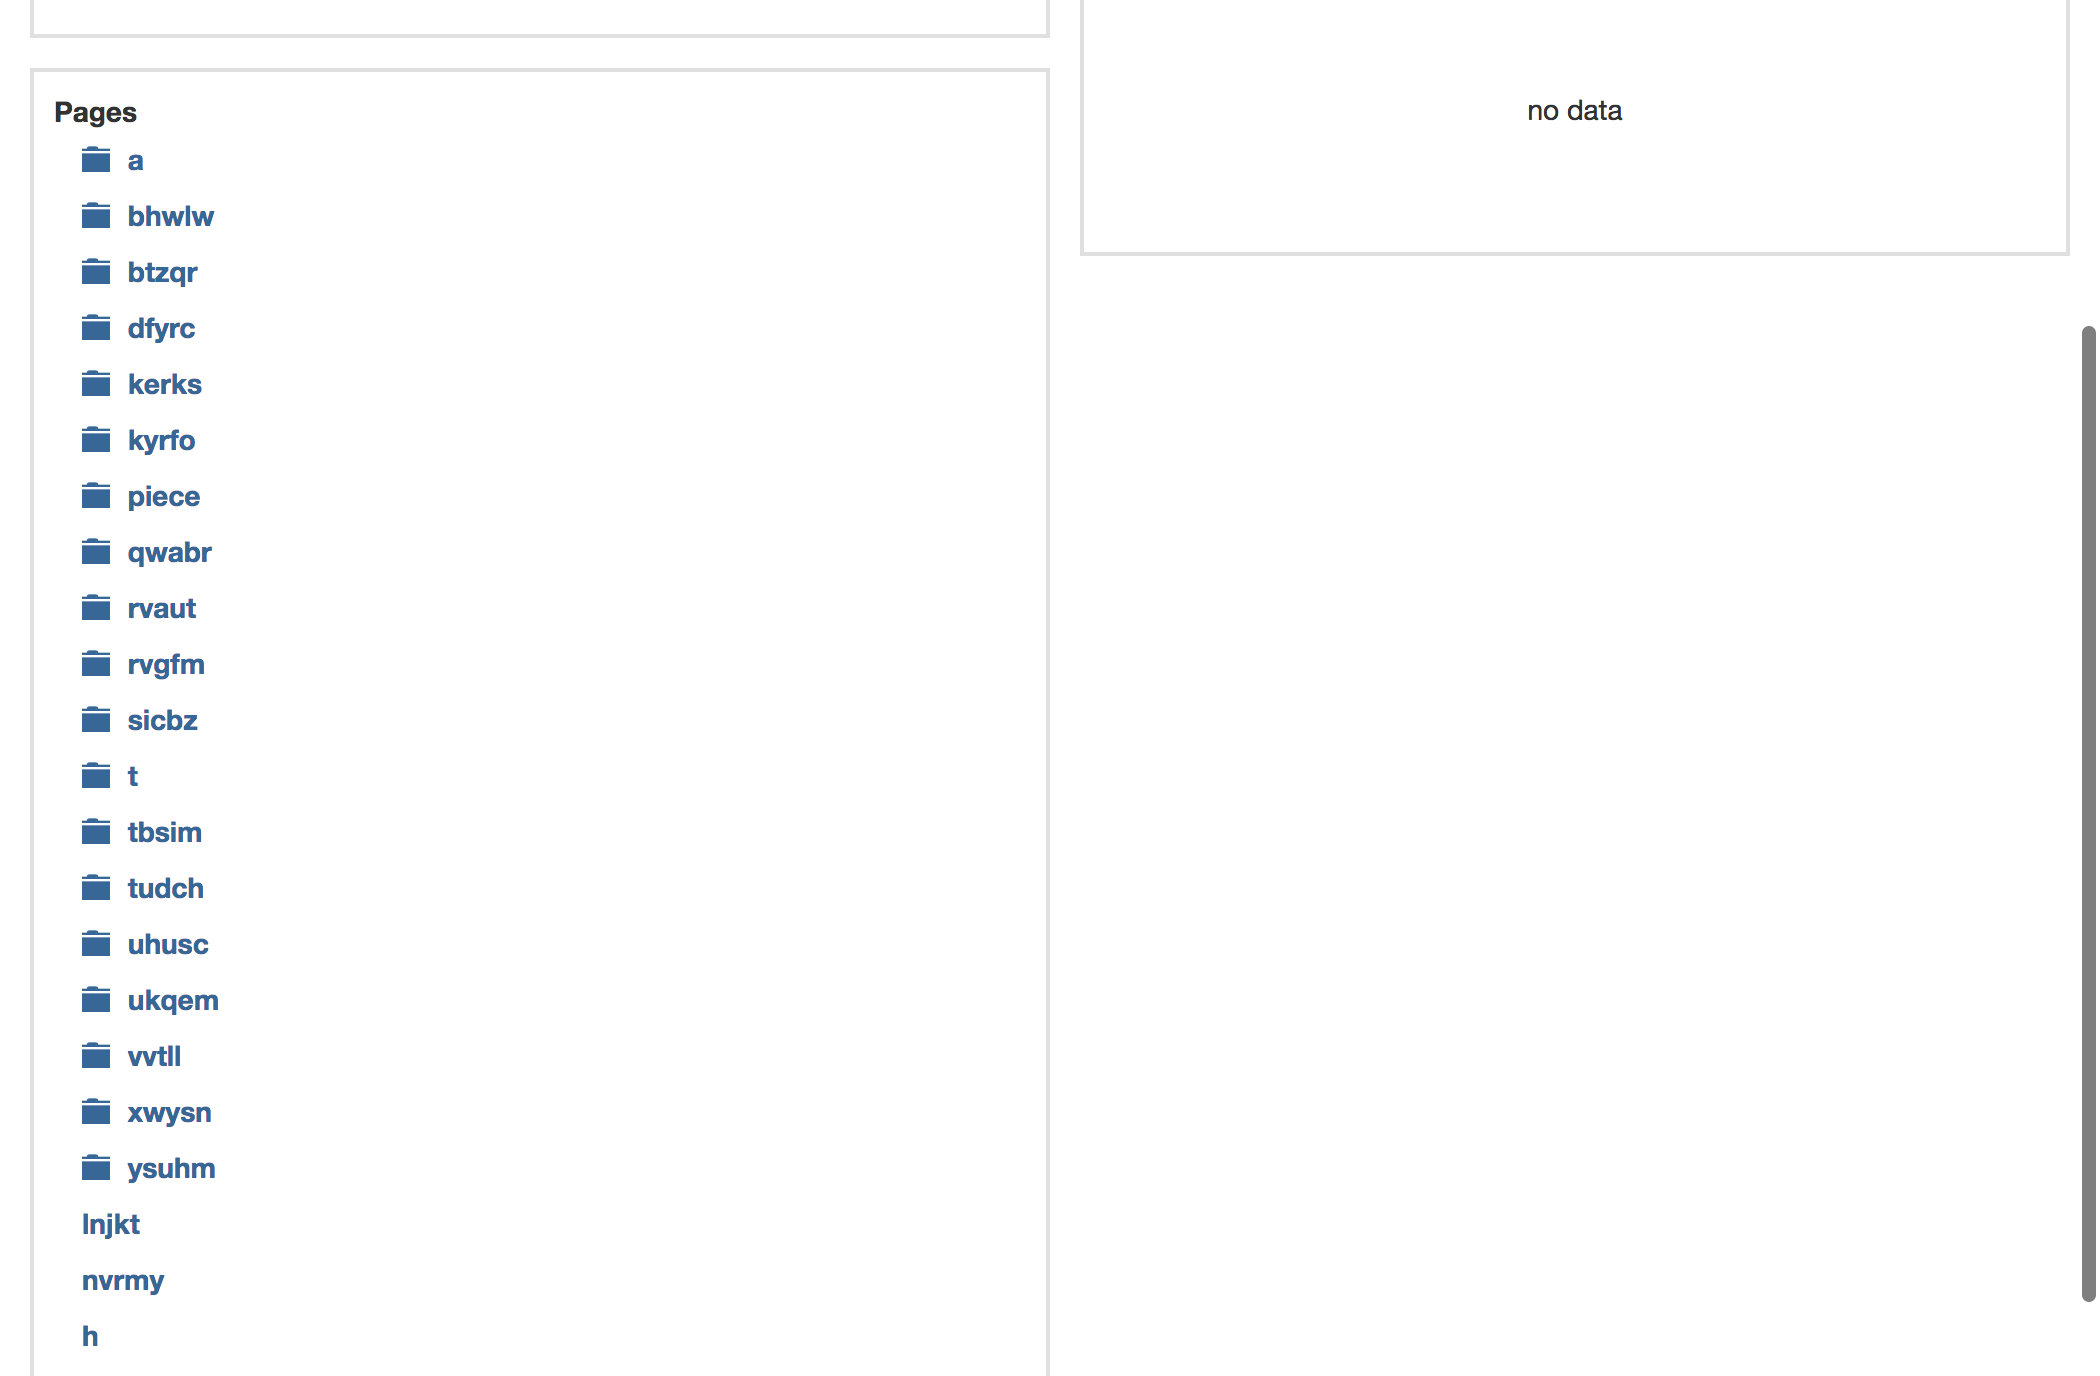 Pages
a
bhwlw
btzqr
dfyrc
kerks
kyrfo
piece
qwabr
rvaut
rvgfm
sicbz
t
tbsim
tudch
uhusc
ukqem
vvtll
xwysn
ysuhm
lnjkt
nvrmy
h
no data